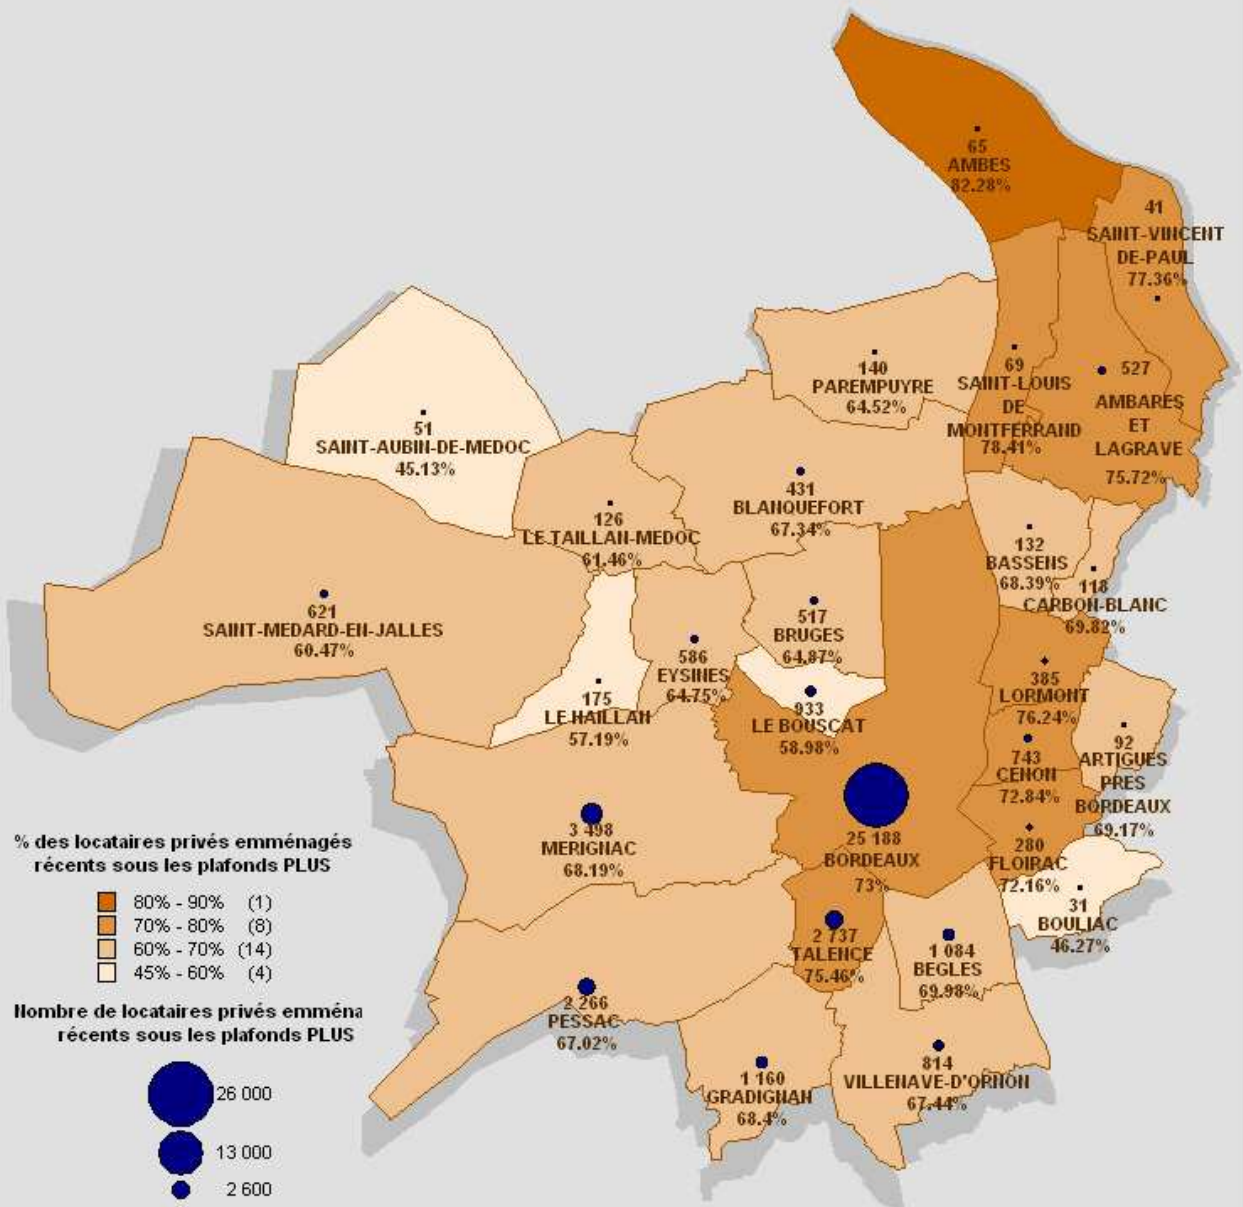 65
AMBES
82.28%
41
SAINT-VINCENT
DE-PAUL
77.36%
140
PAREMPUYRE
64.52%
69
SAINT-LOUIS
DE
MONTFERRAND
78.41%
527
AMBARES
ET
LAGRAVE
75.72%
51
SAINT-AUBIN-DE-MEDOC
45.13%
431
BLANQUEFORT
67.34%
126
LE TAILLAN-MEDOC
61.46%
132
BASSENS
68.39%
118
CARBON-BLANC
69.82%
621
SAINT-MEDARD-EN-JALLES
60.47%
517
BRUGES
64.87%
586
EYSINES
64.75%
385
LORMONT
76.24%
175
LE HAILLAN
57.19%
933
LE BOUSCAT
58.98%
92
ARTIGUES
PRES
BORDEAUX
69.17%
743
CENON
72.84%
3 498
MERIGNAC
68.19%
25 188
BORDEAUX
73%
280
FLOIRAC
72.16%
31
BOULIAC
46.27%
2 737
TALENCE
75.46%
1 084
BEGLES
69.98%
2 266
PESSAC
67.02%
1 160
GRADIGNAN
68.4%
814
VILLENAVE-D'ORNON
67.44%
% des locataires privés emménagés
récents sous les plafonds PLUS
80% - 90% (1)
70% - 80% (8)
60% - 70% (14)
45% - 60% (4)
Nombre de locataires privés emména
récents sous les plafonds PLUS
26 000
13 000
2 600